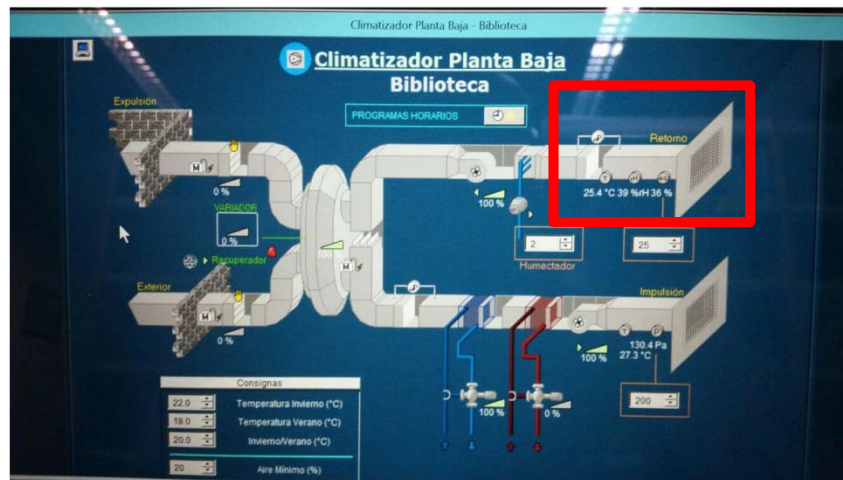 Climatizador Planta Baja - Biblioteca
Climatizador Planta Baja
Biblioteca
Expulsión
PROGRAMAS HORARIOS
Retorno
M
0 %
100 %
T
rH
25.4 °C 39 %rH 36 %
VARIADOR
0 %
100 %
2
25
Recuperador
Humectador
M
Exterior
Impulsión
M
0 %
T
P
130.4 Pa
27.3 °C
100 %
200
100 %
0 %
Consignas
22.0 Temperatura Invierno (°C)
18.0 Temperatura Verano (°C)
20.0 Invierno/Verano (°C)
20 Aire Mínimo (%)